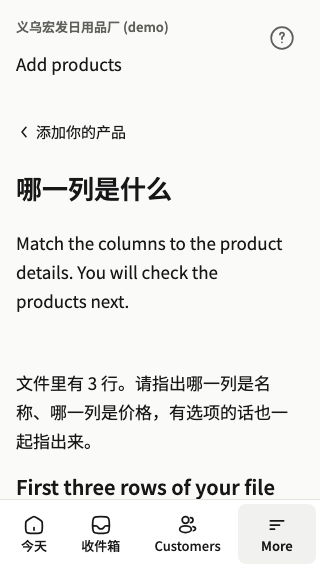 义乌宏发日用品厂 (demo)
Add products
添加你的产品
哪一列是什么
Match the columns to the product
details. You will check the
products next.
文件里有 3 行。请指出哪一列是名
称、哪一列是价格，有选项的话也一
起指出来。
First three rows of your file
今天
收件箱
Customers
More